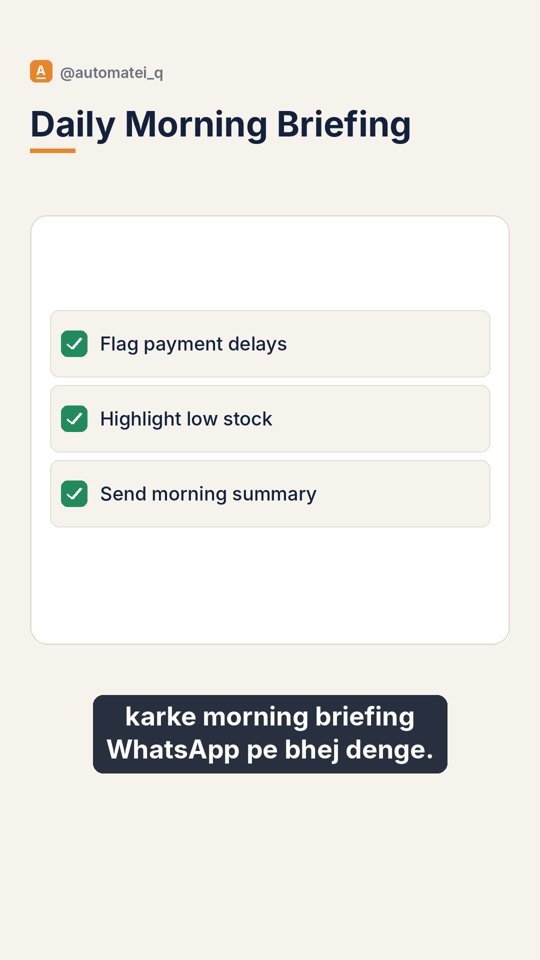 A
@automatei_q
Daily Morning Briefing
Flag payment delays
Highlight low stock
Send morning summary
karke morning briefing
WhatsApp pe bhej denge.